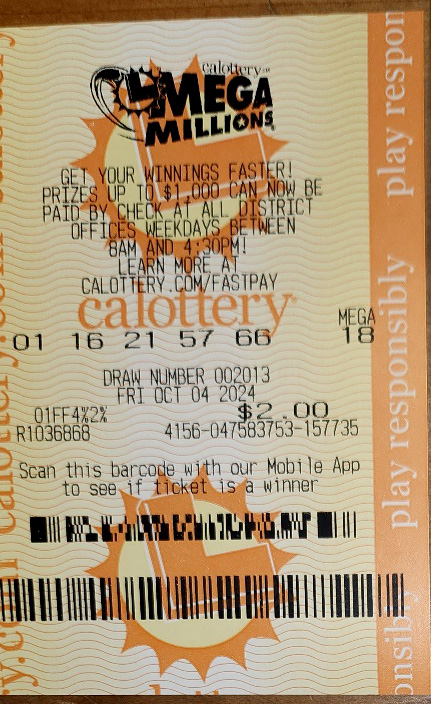 calottery
MEGA
MILLIONS
GET YOUR WINNINGS FASTER!
PRIZES UP TO $1,000 CAN NOW BE
PAID BY CHECK AT ALL DISTRICT
OFFICES WEEKDAYS BETWEEN
8AM AND 4:30PM!
LEARN MORE AT
CALOTTERY.COM/FASTPAY
calottery
MEGA
01 16 21 57 66 18
DRAW NUMBER 002013
FRI OCT 04 2024
01FF4%2% $2.00
R1036868 4156-047583753-157735
Scan this barcode with our Mobile App
to see if ticket is a winner
play respon
play responsibly
onsibly